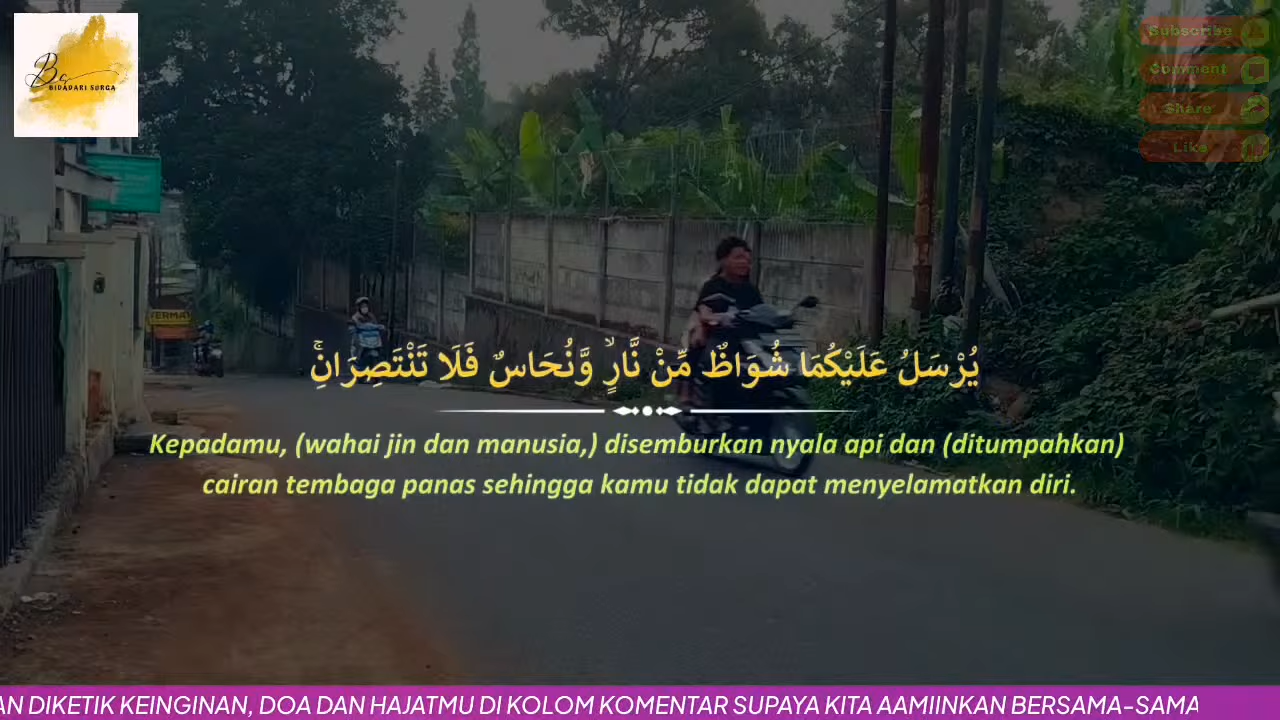 BIDADARI SURGA
Subscribe
Comment
Share
Like
يُرْسَلُ عَلَيْكُمَا شُوَاظٌ مِّنْ نَّارٍۙ وَّنُحَاسٌ فَلَا تَنْتَصِرَانِۚ
Kepadamu, (wahai jin dan manusia,) disemburkan nyala api dan (ditumpahkan)
cairan tembaga panas sehingga kamu tidak dapat menyelamatkan diri.
AN DIKETIK KEINGINAN, DOA DAN HAJATMU DI KOLOM KOMENTAR SUPAYA KITA AAMIINKAN BERSAMA-SAMA